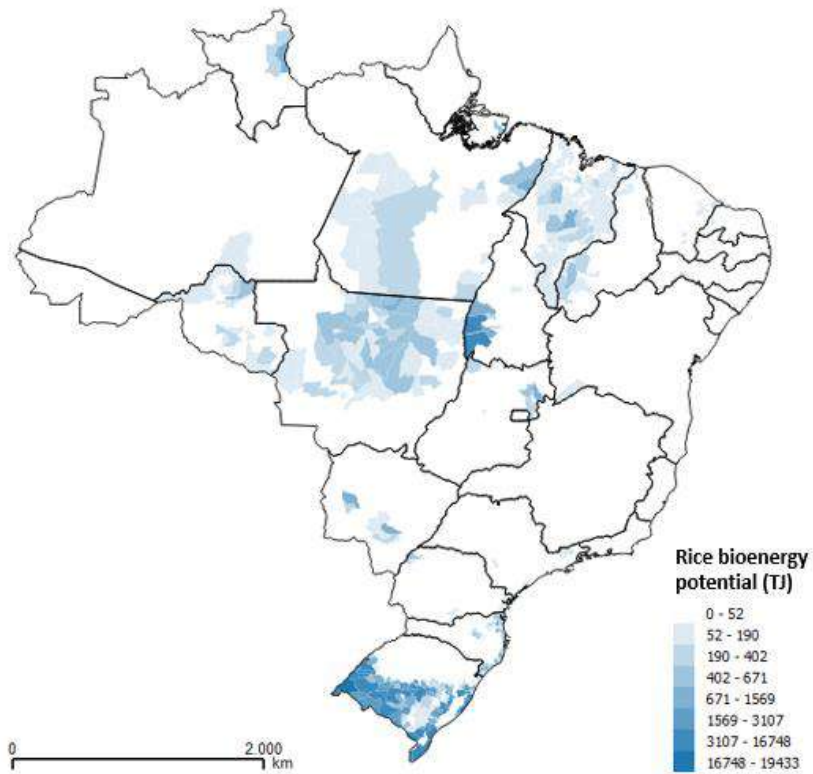 Rice bioenergy
potential (TJ)
0 - 52
52 - 190
190 - 402
402 - 671
671 - 1569
1569 - 3107
3107 - 16748
16748 - 19433
0 2.000
km